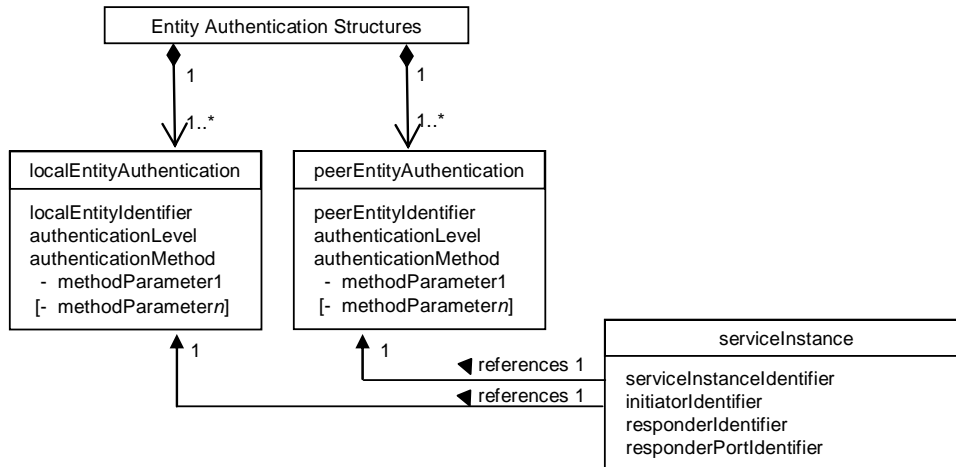 Entity Authentication Structures
1
1
1..*
1..*
localEntityAuthentication
peerEntityAuthentication
localEntityIdentifier
authenticationLevel
authenticationMethod
- methodParameter1
[- methodParametern]
peerEntityIdentifier
authenticationLevel
authenticationMethod
- methodParameter1
[- methodParametern]
1
1
serviceInstance
references 1
references 1
serviceInstanceIdentifier
initiatorIdentifier
responderIdentifier
responderPortIdentifier